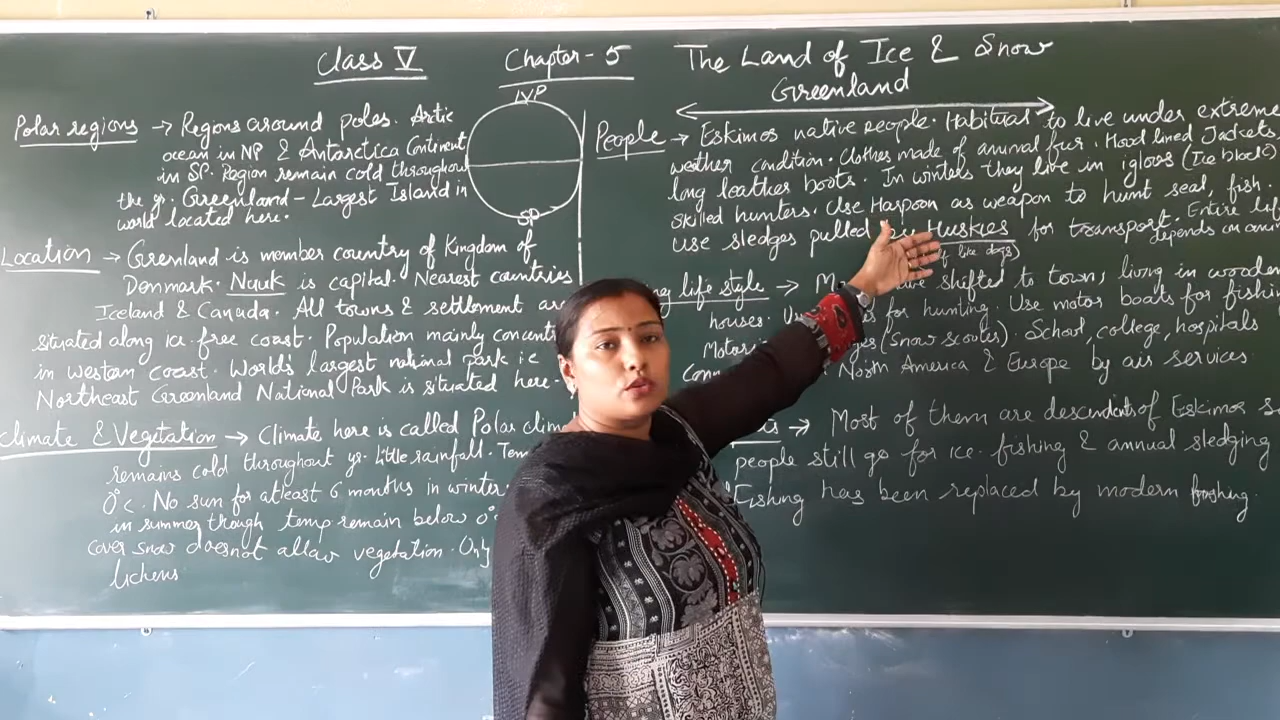 Class V
Chapter - 5
The Land of Ice & Snow
Greenland
Polar regions → Regions around poles. Arctic
ocean in NP & Antarctica Continent
in SP. Region remain cold throughout
the yr. Greenland - Largest Island in
world located here.
NP
SP
Location → Greenland is member country of Kingdom of
Denmark. Nuuk is capital. Nearest countries
Iceland & Canada. All towns & settlement are
situated along ice-free coast. Population mainly concent
in western coast. World's largest national park ie
Northeast Greenland National Park is situated here.
Climate & Vegetation → Climate here is called Polar clim
remains cold throughout yr. little rainfall. Tem
0°c. No sun for atleast 6 months in winter
in summer though temp remain below 0°
cover snow doesnot allow vegetation. Only
lichens
People → Eskimos native people. Habitual to live under extreme
weather condition. Clothes made of animal fur. Hood lined Jackets
long leather boots. In winters they live in igloos (Ice blocks)
skilled hunters. Use Harpoon as weapon to hunt seal, fish.
use sledges pulled by Huskies for transport. Entire life
like dogs) depends on
life style → have shifted to town, living in wooden
houses. for hunting. Use motor boats for fishin
Motori (Snow scooter). School, college, hospitals
Conn North America & Europe by air services.
→ Most of them are descendents of Eskimos s
people still go for ice-fishing & annual sledging
Fishing has been replaced by modern fishing.